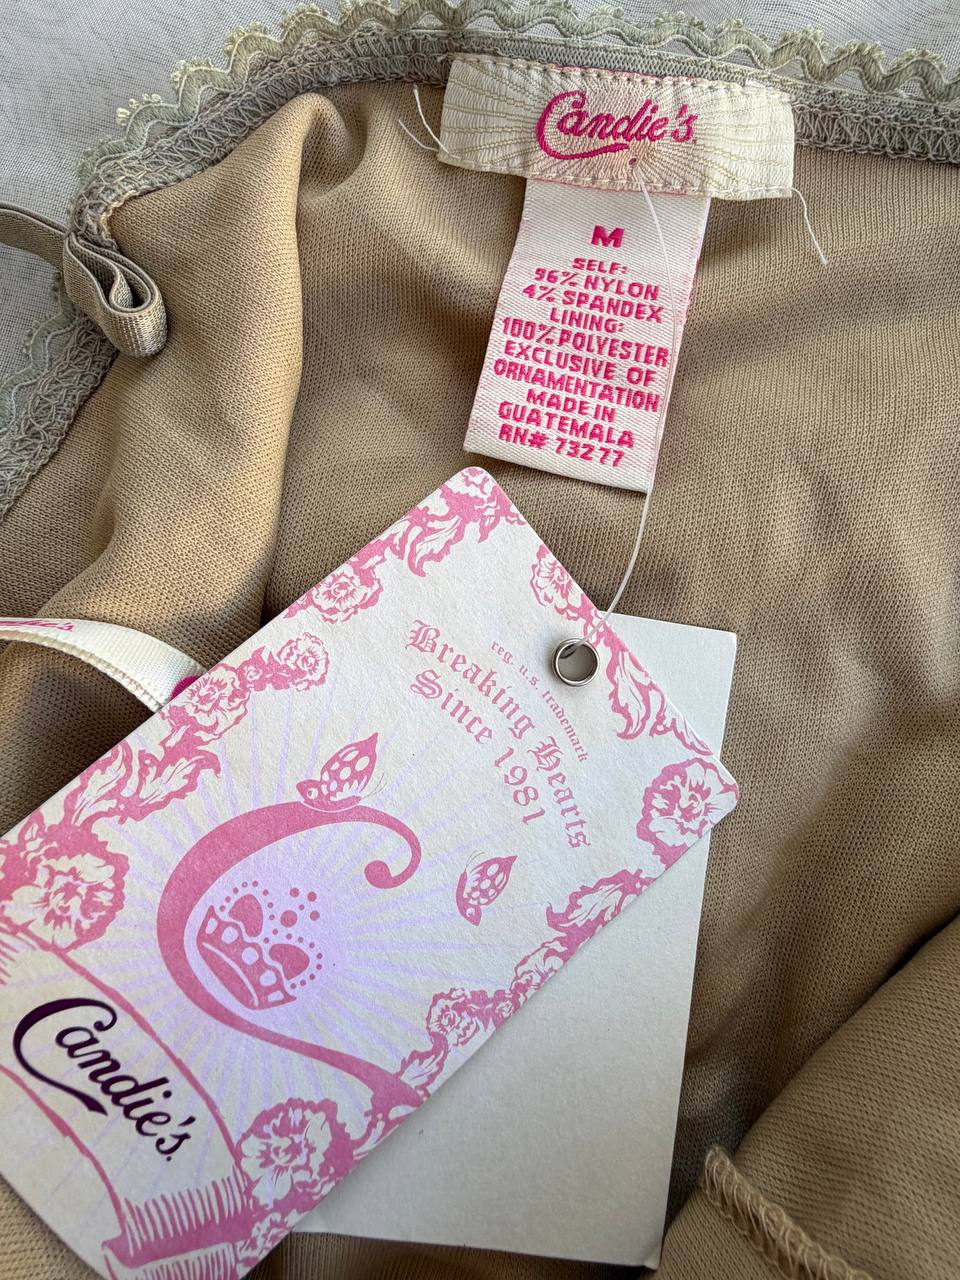 Candie's
M
SELF:
96% NYLON
4% SPANDEX
LINING:
100% POLYESTER
EXCLUSIVE OF
ORNAMENTATION
MADE IN
GUATEMALA
RN# 73277
reg. u.s. trademark
Breaking Hearts
Since 1981
Candie's.